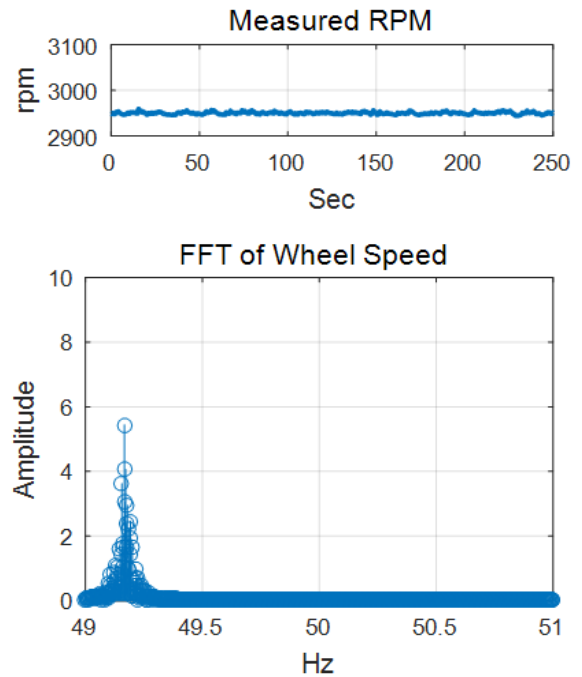 Measured RPM
3100
3000
2900
rpm
0 50 100 150 200 250
Sec
FFT of Wheel Speed
10
8
6
4
2
0
Amplitude
49 49.5 50 50.5 51
Hz